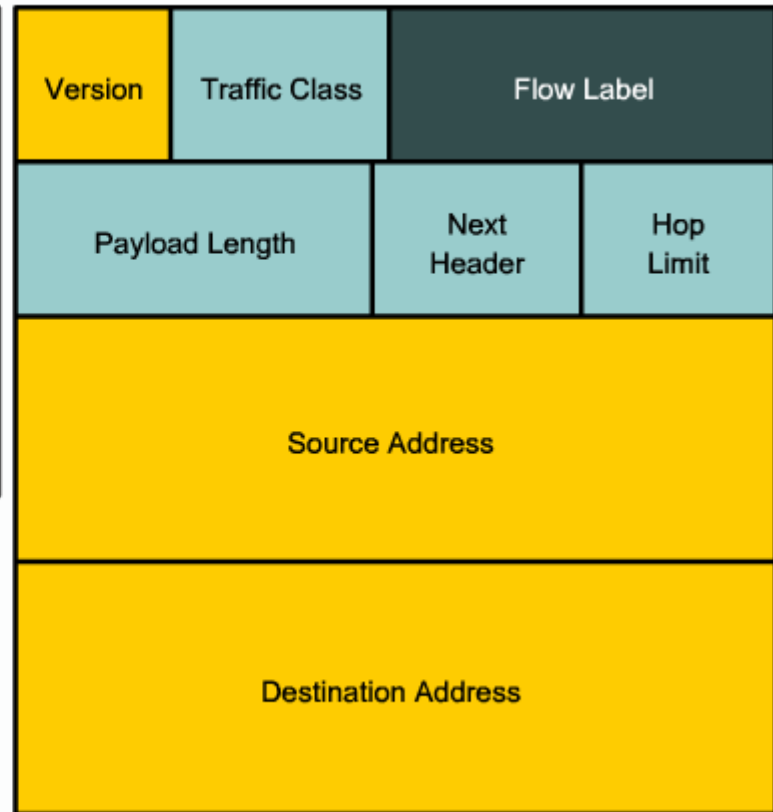 Version Traffic Class Flow Label
Payload Length Next Header Hop Limit
Source Address
Destination Address